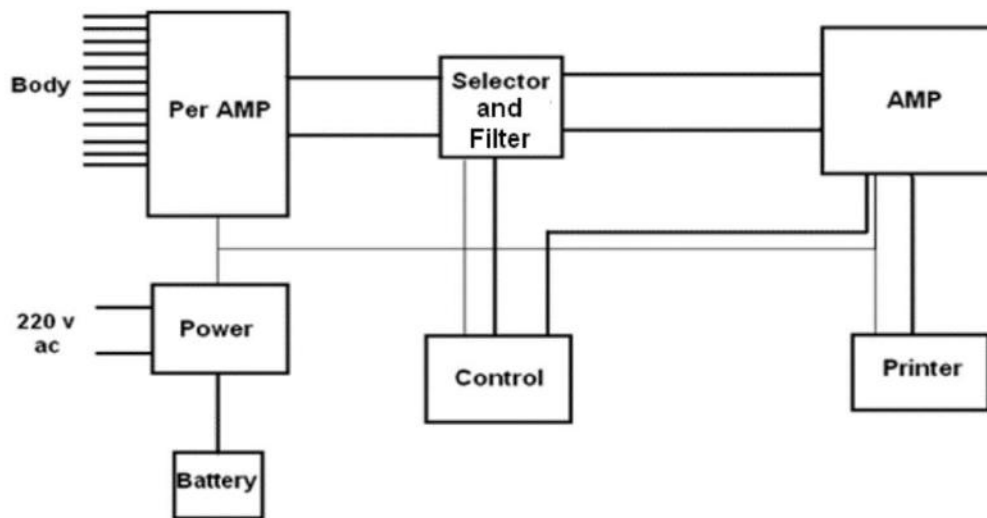 Body
Per AMP
Selector
and
Filter
AMP
220 v
ac
Power
Control
Printer
Battery